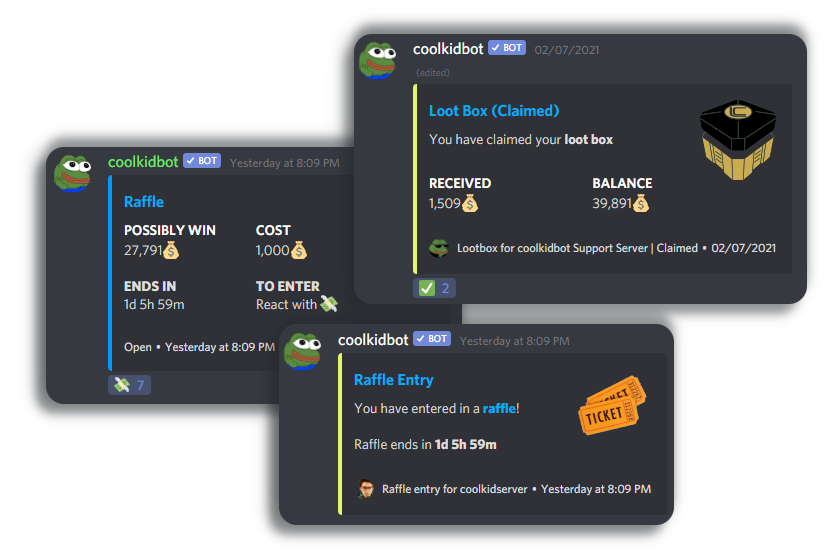 coolkidbot BOT 02/07/2021
(edited)
Loot Box (Claimed)
You have claimed your loot box
RECEIVED BALANCE
1,509 39,891
Lootbox for coolkidbot Support Server | Claimed • 02/07/2021
2
coolkidbot BOT Yesterday at 8:09 PM
Raffle
POSSIBLY WIN COST
27,791 1,000
ENDS IN TO ENTER
1d 5h 59m React with
Open • Yesterday at 8:09 PM
7
coolkidbot BOT Yesterday at 8:09 PM
Raffle Entry
You have entered in a raffle!
TICKET
TICKET
Raffle ends in 1d 5h 59m
Raffle entry for coolkidserver • Yesterday at 8:09 PM